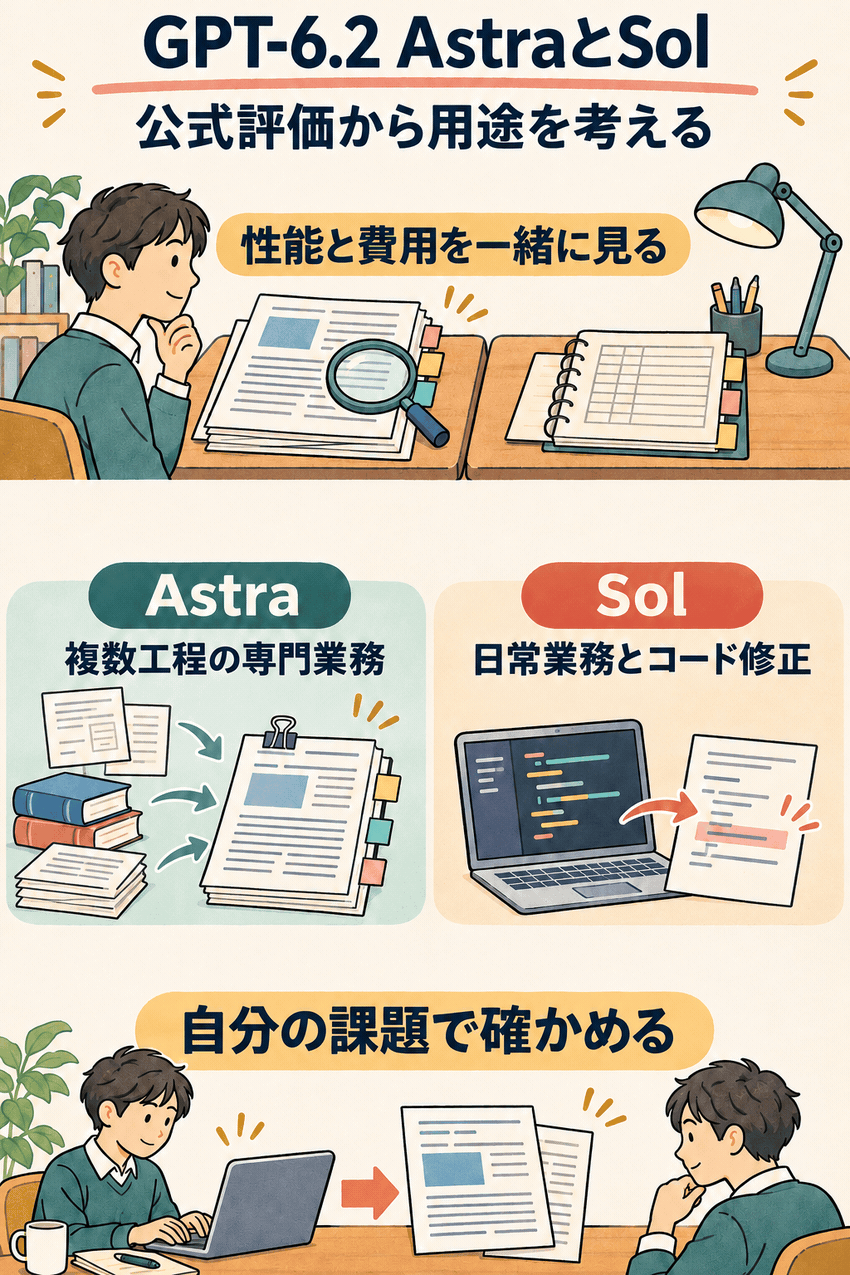 GPT-6.2 AstraとSol
公式評価から用途を考える
性能と費用を一緒に見る
Astra
複数工程の専門業務
Sol
日常業務とコード修正
自分の課題で確かめる